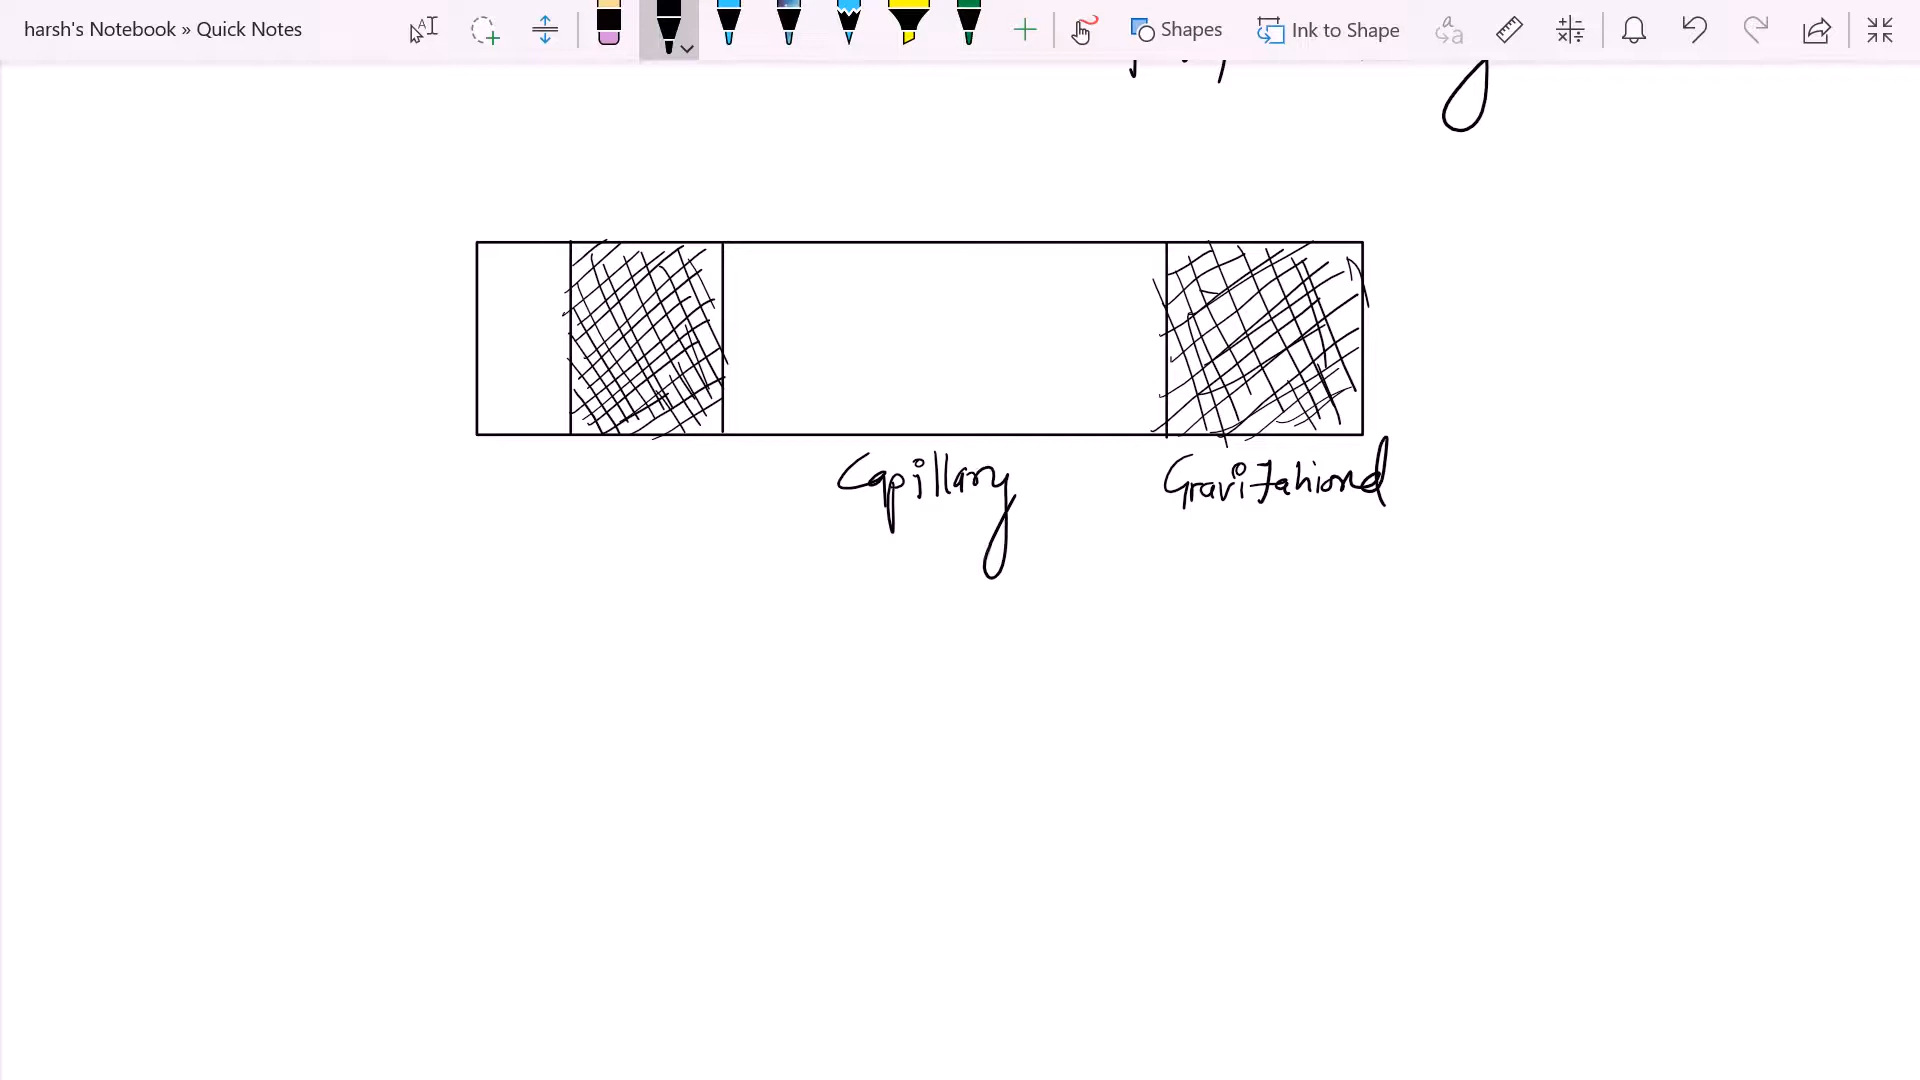 harsh's Notebook » Quick Notes
Shapes
Ink to Shape
Capillary Gravitational